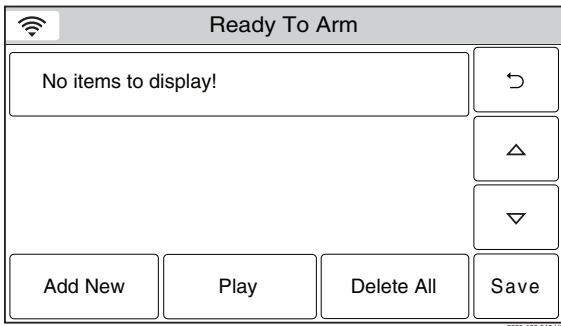 Ready To Arm
No items to display!
Add New
Play
Delete All
Save